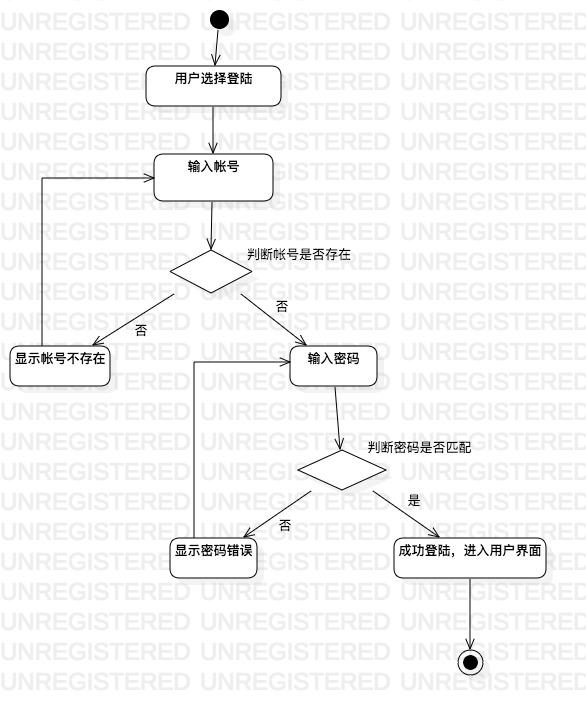 用户选择登陆
输入帐号
判断帐号是否存在
否
否
显示帐号不存在
输入密码
判断密码是否匹配
是
否
显示密码错误
成功登陆，进入用户界面
UNREGISTERED